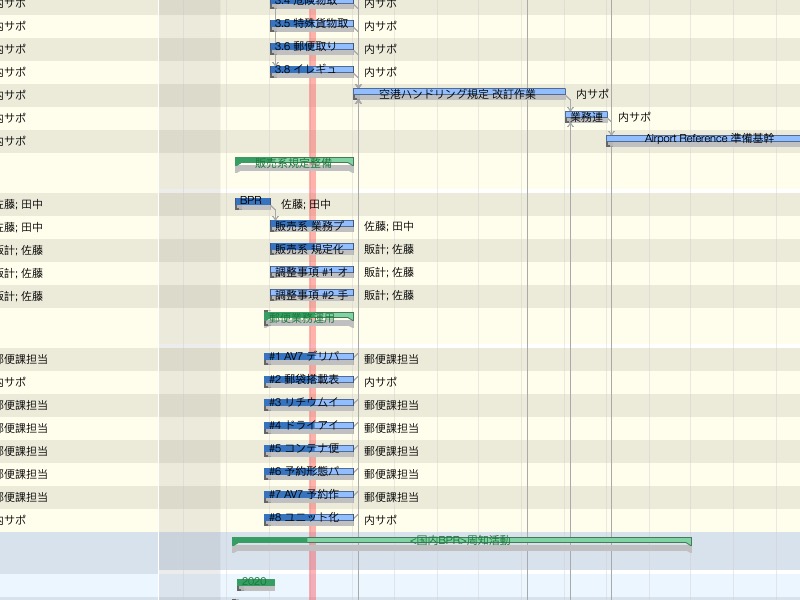 3.4 危険物取 内サポ
内サポ 3.5 特殊貨物取 内サポ
内サポ 3.6 郵便取り 内サポ
内サポ 3.8 イレギュ 内サポ
内サポ 空港ハンドリング規定 改訂作業 内サポ
内サポ 業務連 内サポ
内サポ Airport Reference 準備基幹
販売系規定整備
佐藤; 田中 BPR 佐藤; 田中
佐藤; 田中 販売系 業務プ 佐藤; 田中
販計; 佐藤 販売系 規定化 販計; 佐藤
販計; 佐藤 調整事項 #1 オ 販計; 佐藤
販計; 佐藤 調整事項 #2 手 販計; 佐藤
郵便業務運用
郵便課担当 #1 AV7 デリバ 郵便課担当
内サポ #2 郵袋搭載表 内サポ
郵便課担当 #3 リチウムイ 郵便課担当
郵便課担当 #4 ドライアイ 郵便課担当
郵便課担当 #5 コンテナ便 郵便課担当
郵便課担当 #6 予約形態パ 郵便課担当
郵便課担当 #7 AV7 予約作 郵便課担当
内サポ #8 ユニット化 内サポ
<国内BPR>周知活動
2020